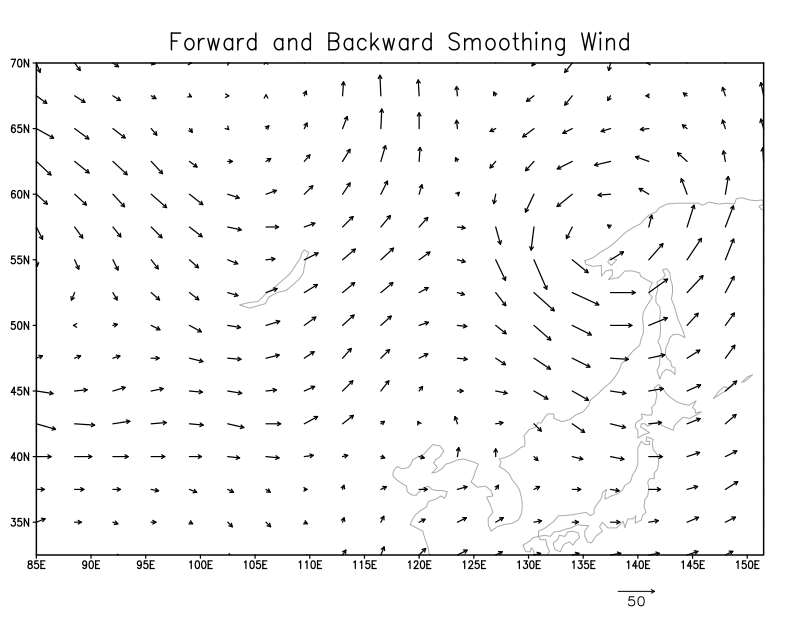 Forward and Backward Smoothing Wind
70N
65N
60N
55N
50N
45N
40N
35N
85E 90E 95E 100E 105E 110E 115E 120E 125E 130E 135E 140E 145E 150E
50